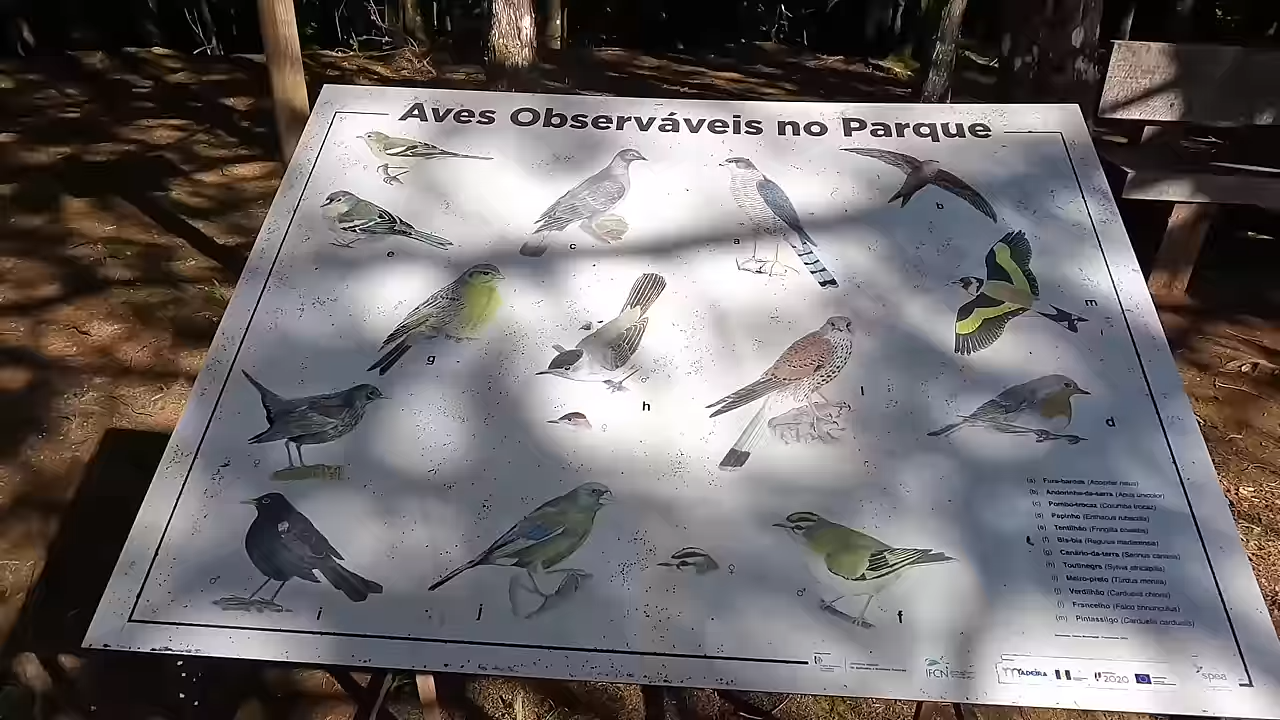 Aves Observáveis no Parque
b
c
a
e
m
g
l
h
d
♀
♀
♂
♀
♂
i
j
f
(a) Fura-bardos (Accipiter nisus)
(b) Andorinha-da-serra (Apus unicolor)
(c) Pombo-trocaz (Columba trocaz)
(d) Papinho (Erithacus rubecula)
(e) Tentilhão (Fringilla coelebs)
(f) Bis-bis (Regulus madeirensis)
(g) Canário-da-terra (Serinus canaria)
(h) Toutinegra (Sylvia atricapilla)
(i) Melro-preto (Turdus merula)
(j) Verdilhão (Carduelis chloris)
(l) Francelho (Falco tinnunculus)
(m) Pintassilgo (Carduelis carduelis)
IFCN
MADEIRA
2020
spea